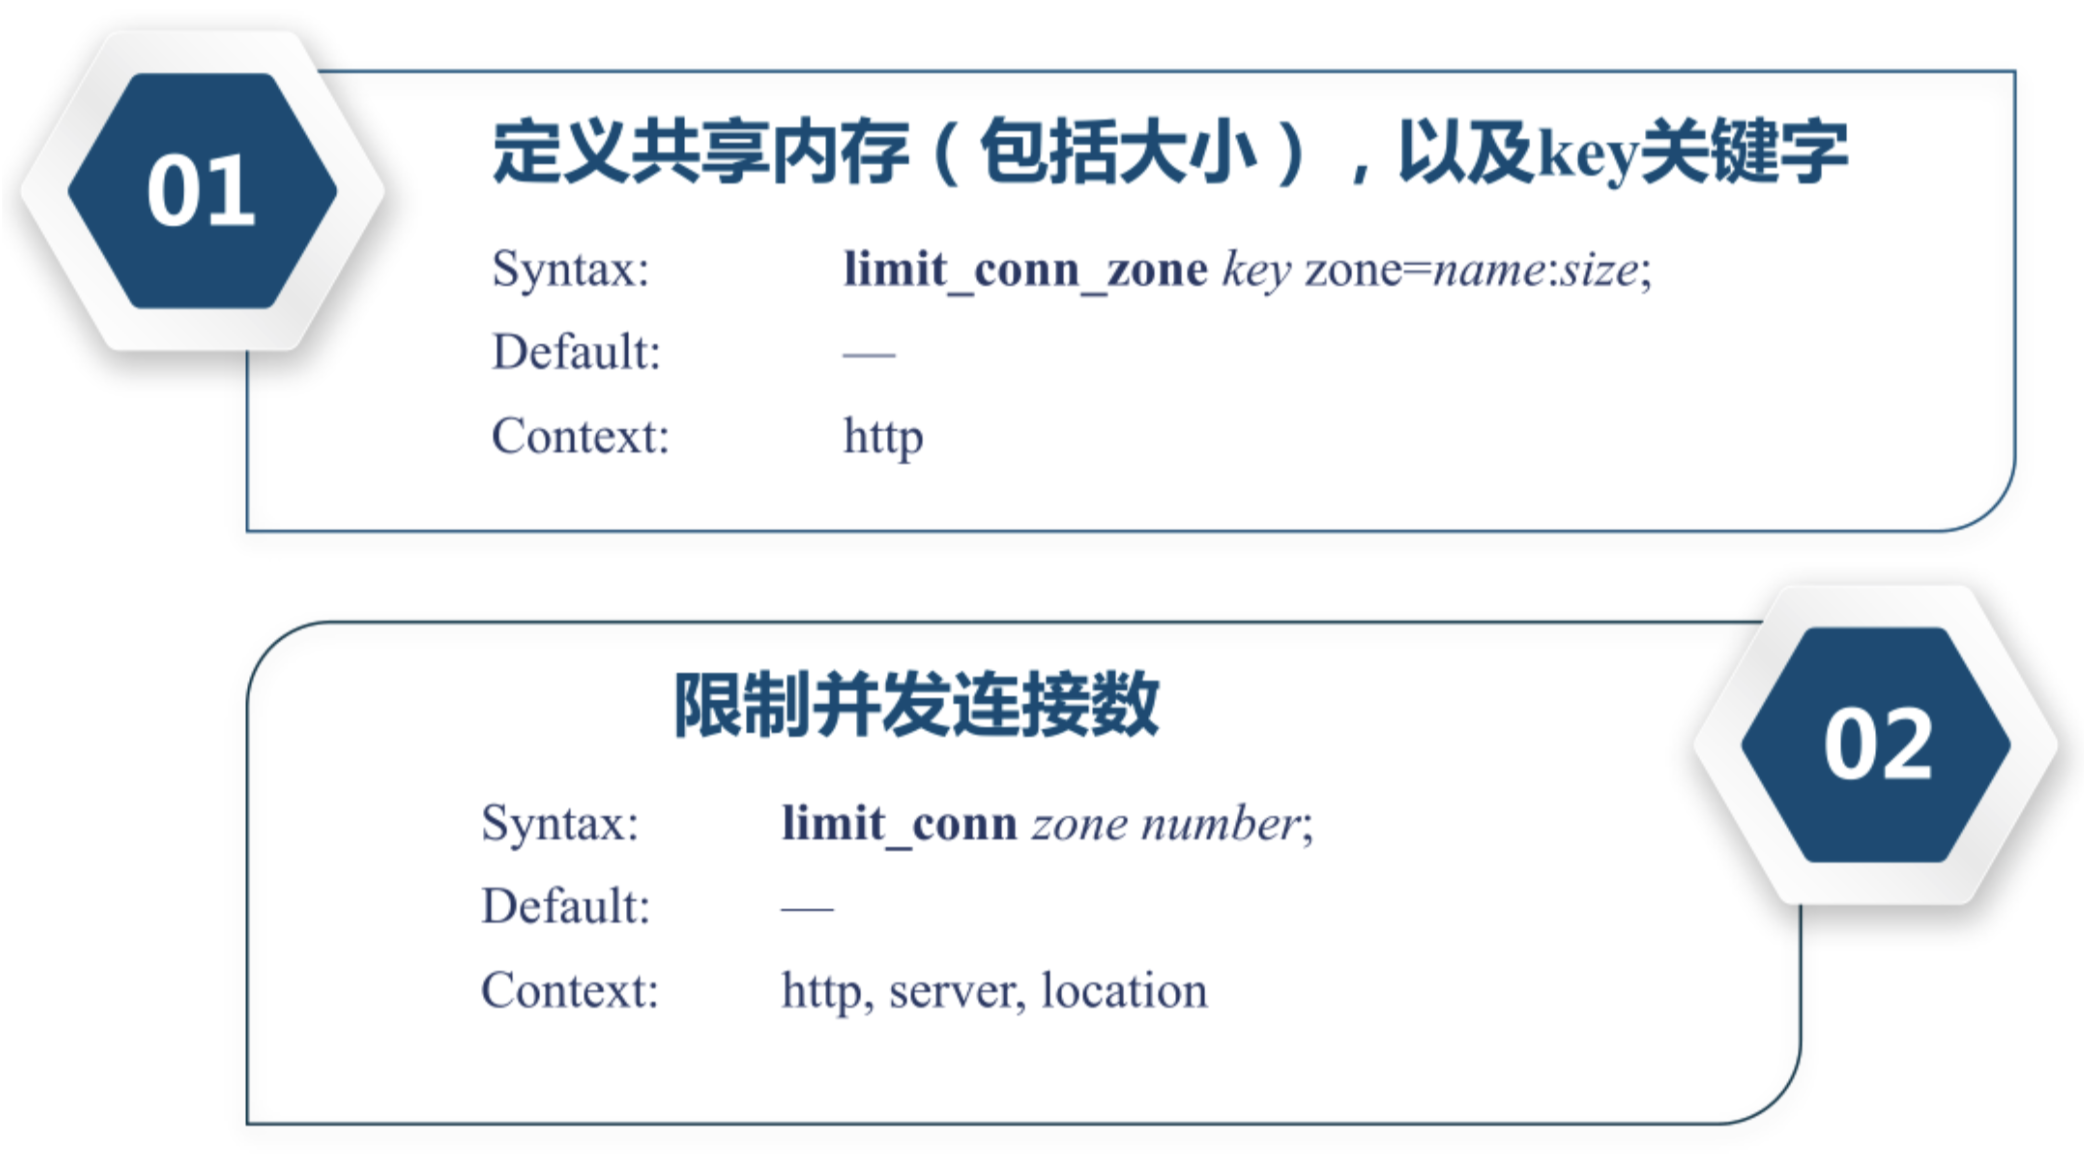 01
定义共享内存（包括大小），以及key关键字
Syntax: limit_conn_zone key zone=name:size;
Default: —
Context: http
02
限制并发连接数
Syntax: limit_conn zone number;
Default: —
Context: http, server, location